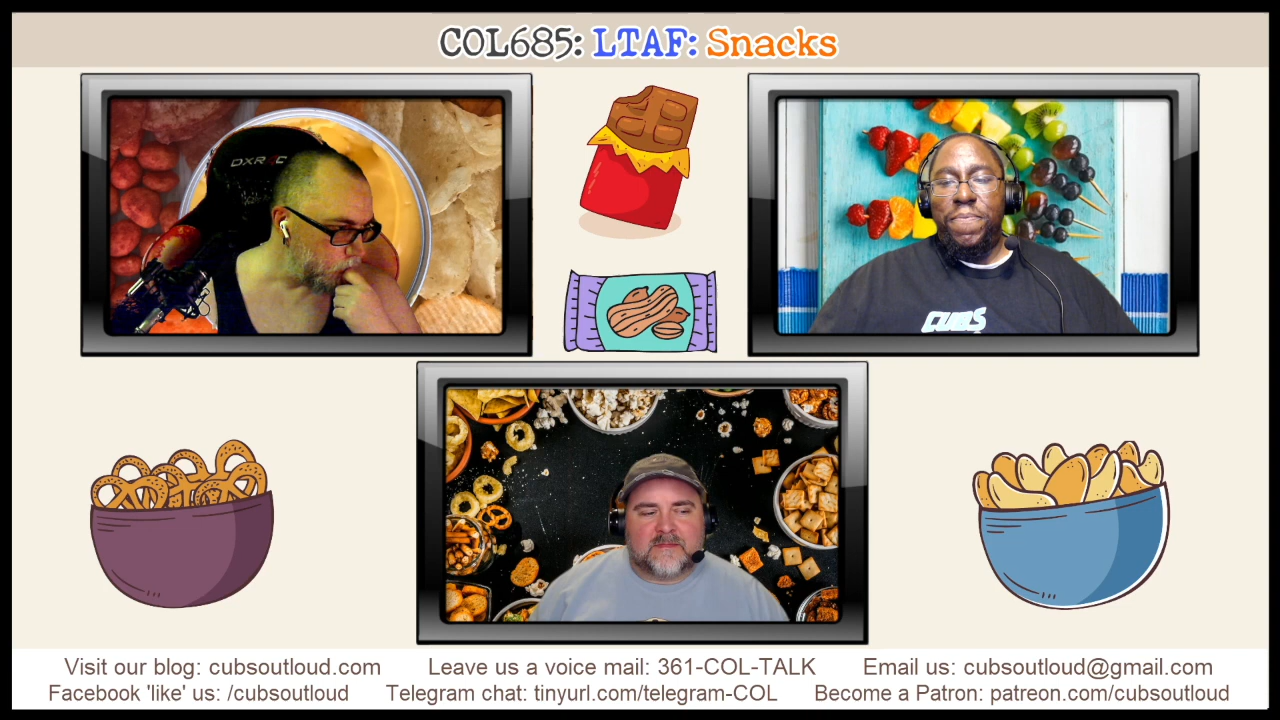 COL685: LTAF: Snacks
DXRAC
CUBS
Visit our blog: cubsoutloud.com Leave us a voice mail: 361-COL-TALK Email us: cubsoutloud@gmail.com
Facebook 'like' us: /cubsoutloud Telegram chat: tinyurl.com/telegram-COL Become a Patron: patreon.com/cubsoutloud